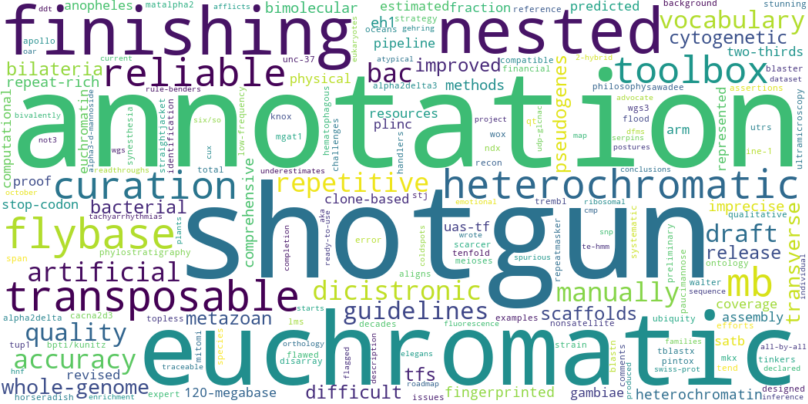 ddt anopheles matalpha2 afflicts bimolecular estimated fraction reference predicted background stunning
apollo oar current unc-37 eukaryotes eh1 strategy oceans gehring vocabulary
finishing nested
bilateria repeat-rich reliable bac improved pipeline atypical compatible financial cytogenetic two-thirds
physical alpha2delta3 methods 2-hybrid toolbox blaster dataset
computational bivalently euchromatin alpha-d-mannoside synesthesia straightjacket identification rule-benders six/so low-frequency
annotation
knox mgat1 hematophagous challenges resources plinc handlers project wox recon udp-glcnac pseudogenes philosophysawadee advocate map wgs3 flood arm represented assertions line-1 ultramicroscopy
not3 wgs readthroughs cux total ndx serpins dfms postures utrs
proof curation repetitive heterochromatic
stop-codon october bacterial tachyarrhythmias underestimates clone-based stj aka emotional trembl ribosomal conclusions imprecise qualitative
flybase shotgun draft
span plants phylostratigraphy comprehensive completion ready-to-use error uas-tf wrote scarcer tenfold meioses coldspots spurious repeatmasker cmp snp te-hmm systematic preliminary paucimannose ontology release transverse
artificial dicistronic aligns manually walter sequence mb individual
transposable guidelines scaffolds coverage
alpha2delta cacna2d3 topless metazoan starts lms decades fluorescence examples nonsatellite ubiquity efforts assembly satb all-by-all
quality euchromatic
tup1 bpti/kunitz mitomi species orthology flawed disarray flagged description elegans strain families tblastx mkx tinkers
accuracy hnf revised traceable tfs roadmap issues blastn comments swiss-prot pintox tend declared
whole-genome horseradish enrichment expert 120-megabase difficult fingerprinted gambiae heterochromatin designed inference